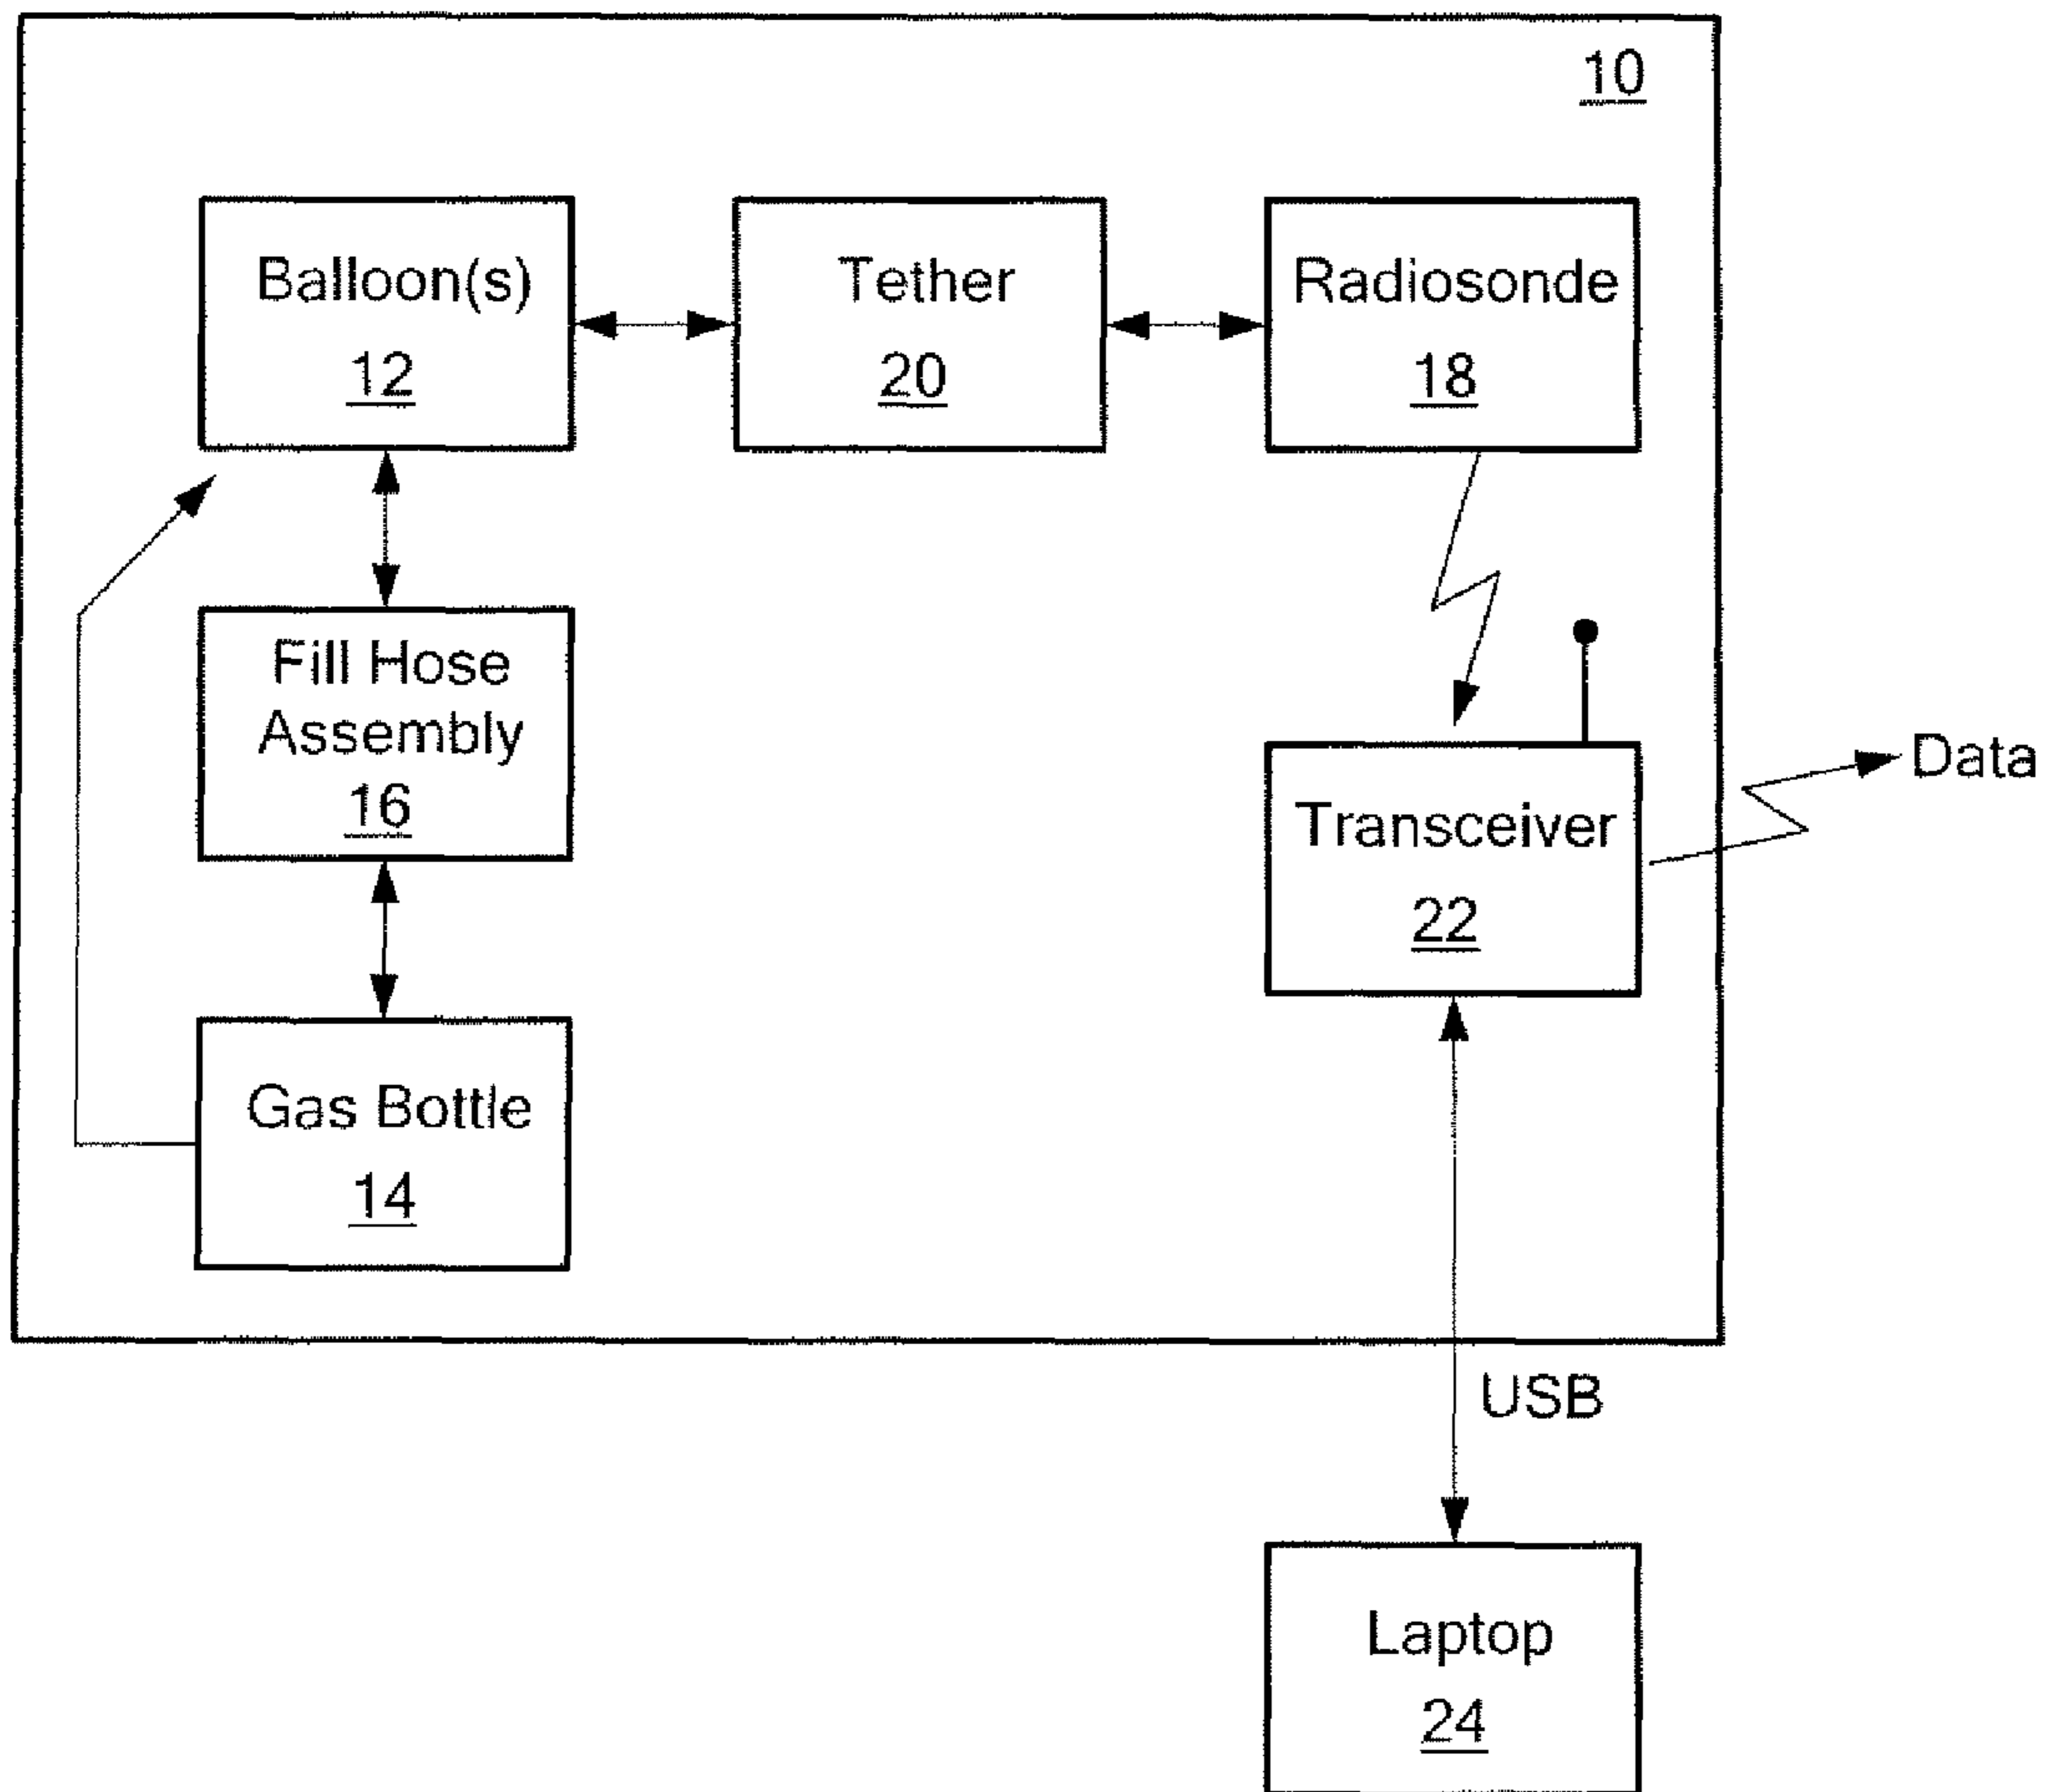 10
Balloon(s)
12
Tether
20
Radiosonde
18
Fill Hose
Assembly
16
Data
Transceiver
22
Gas Bottle
14
USB
Laptop
24